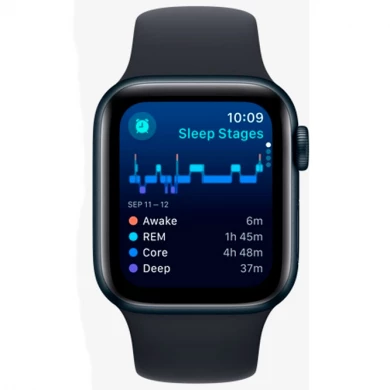 10:09
Sleep Stages
SEP 11 – 12
Awake 6m
REM 1h 45m
Core 4h 48m
Deep 37m